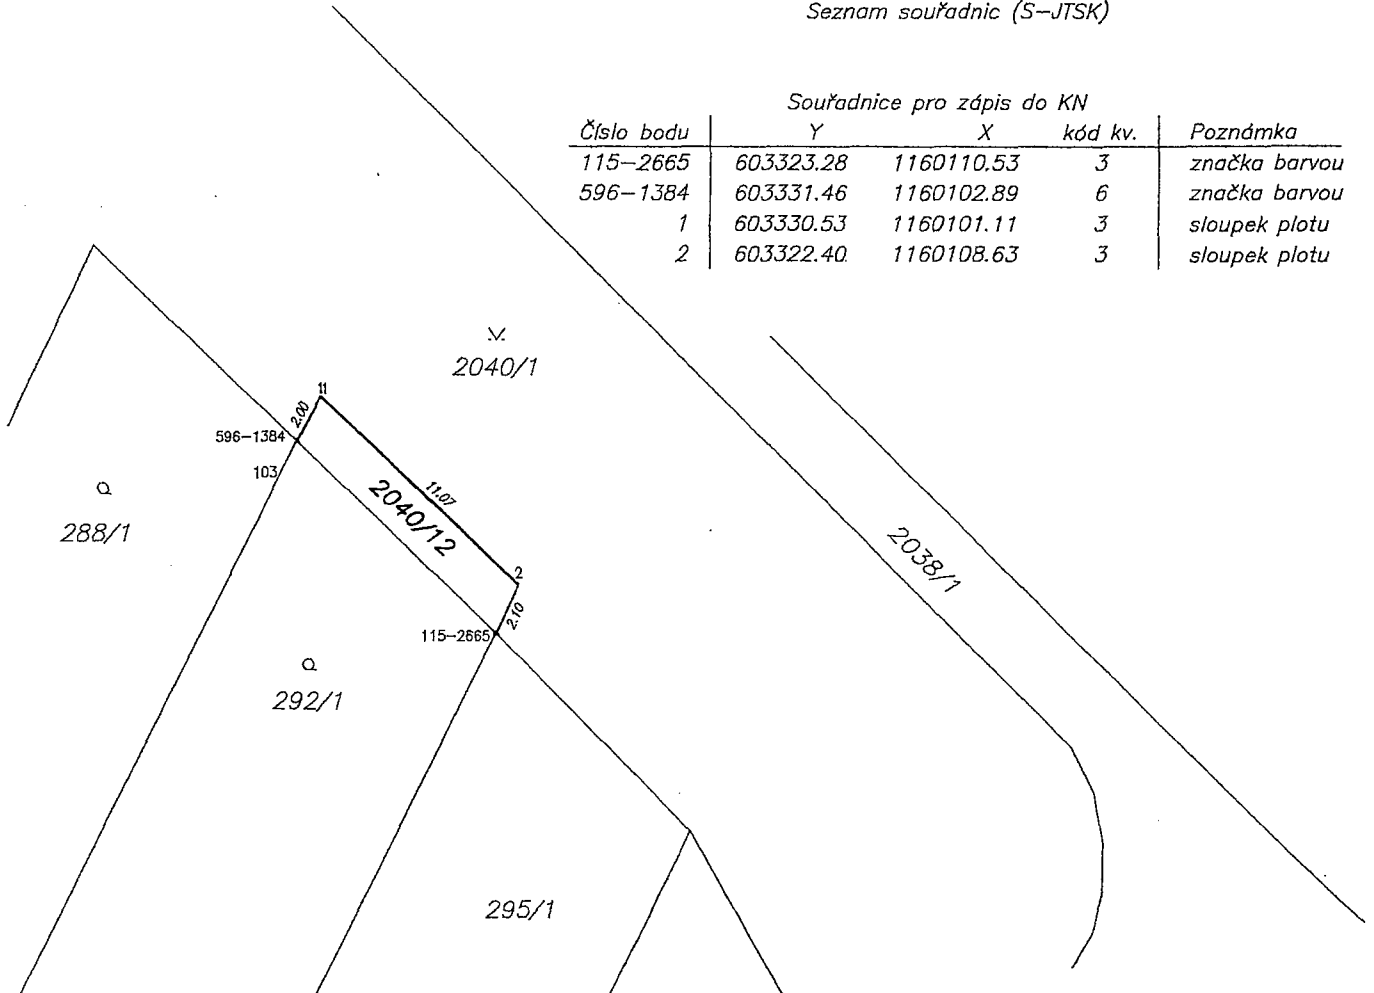 Seznam souřadnic (S-JTSK)
Souřadnice pro zápis do KN
Číslo bodu Y X kód kv. Poznámka
115-2665 603323.28 1160110.53 3 značka barvou
596-1384 603331.46 1160102.89 6 značka barvou
1 603330.53 1160101.11 3 sloupek plotu
2 603322.40 1160108.63 3 sloupek plotu
2040/1
11
2.00
596-1384
103
11.07
2040/12
288/1
2038/1
2
2.10
115-2665
292/1
295/1